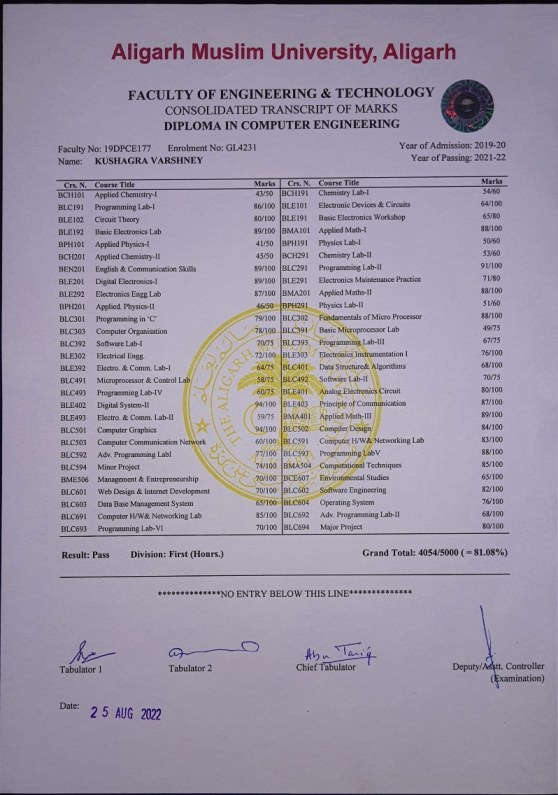 Aligarh Muslim University, Aligarh
FACULTY OF ENGINEERING & TECHNOLOGY
CONSOLIDATED TRANSCRIPT OF MARKS
DIPLOMA IN COMPUTER ENGINEERING
Faculty No: 19DPCE177 Enrolment No: GL4231 Year of Admission: 2019-20
Name: KUSHAGRA VARSHNEY Year of Passing: 2021-22
Crs. N. Course Title Marks Crs. N. Course Title Marks
BCH101 Applied Chemistry-I 43/50 BCH191 Chemistry Lab-I 54/60
BLC191 Programming Lab-I 86/100 BLE101 Electronic Devices & Circuits 64/100
BLE102 Circuit Theory 80/100 BLE191 Basic Electronics Workshop 65/80
BLE192 Basic Electronics Lab 89/100 BMA101 Applied Math-I 88/100
BPH101 Applied Physics-I 41/50 BPH191 Physics Lab-I 50/60
BCH201 Applied Chemistry-II 45/50 BCH291 Chemistry Lab-II 53/60
BEN201 English & Communication Skills 89/100 BLC291 Programming Lab-II 91/100
BLE201 Digital Electronics-I 89/100 BLE291 Electronics Maintenance Practice 71/80
BLE292 Electronics Engg Lab 87/100 BMA201 Applied Maths-II 88/100
BPH201 Applied. Physics-II 46/50 BPH291 Physics Lab-II 51/60
BLC301 Programming in 'C' 79/100 BLC302 Fundamentals of Micro Processor 88/100
BLC303 Computer Organisation 78/100 BLC391 Basic Microprocessor Lab 49/75
BLC392 Software Lab-I 70/75 BLC393 Programming Lab-III 67/75
BLE302 Electrical Engg. 72/100 BLE303 Electronics Instrumentation I 76/100
BLE392 Electro. & Comm. Lab-I 64/75 BLC401 Data Structure& Algorithms 68/100
BLC491 Microprocessor & Control Lab 58/75 BLC492 Software Lab-II 70/75
BLC493 Programming Lab-IV 60/75 BLE401 Analog Electronics Circuit 80/100
BLE402 Digital System-II 94/100 BLE403 Principle of Communication 87/100
BLE493 Electro. & Comm. Lab-II 59/75 BMA401 Applied Math-III 89/100
BLC501 Computer Graphics 94/100 BLC502 Compiler Design 84/100
BLC503 Computer Communication Network 60/100 BLC591 Computer H/W& Networking Lab 83/100
BLC592 Adv. Programming LabI 77/100 BLC593 Programming LabV 88/100
BLC594 Minor Project 74/100 BMA504 Computational Techniques 85/100
BME506 Management & Entrepreneurship 70/100 BCE607 Environmental Studies 65/100
BLC601 Web Design & Internet Development 70/100 BLC602 Software Engineering 82/100
BLC603 Data Base Management System 65/100 BLC604 Operating System 76/100
BLC691 Computer H/W& Networking Lab 85/100 BLC692 Adv. Programming Lab-II 68/100
BLC693 Programming Lab-VI 70/100 BLC694 Major Project 80/100
Result: Pass Division: First (Honrs.) Grand Total: 4054/5000 ( = 81.08%)
**************NO ENTRY BELOW THIS LINE**************
Abu Tariq
Tabulator 1 Tabulator 2 Chief Tabulator Deputy/Asstt. Controller
(Examination)
Date: 25 AUG 2022